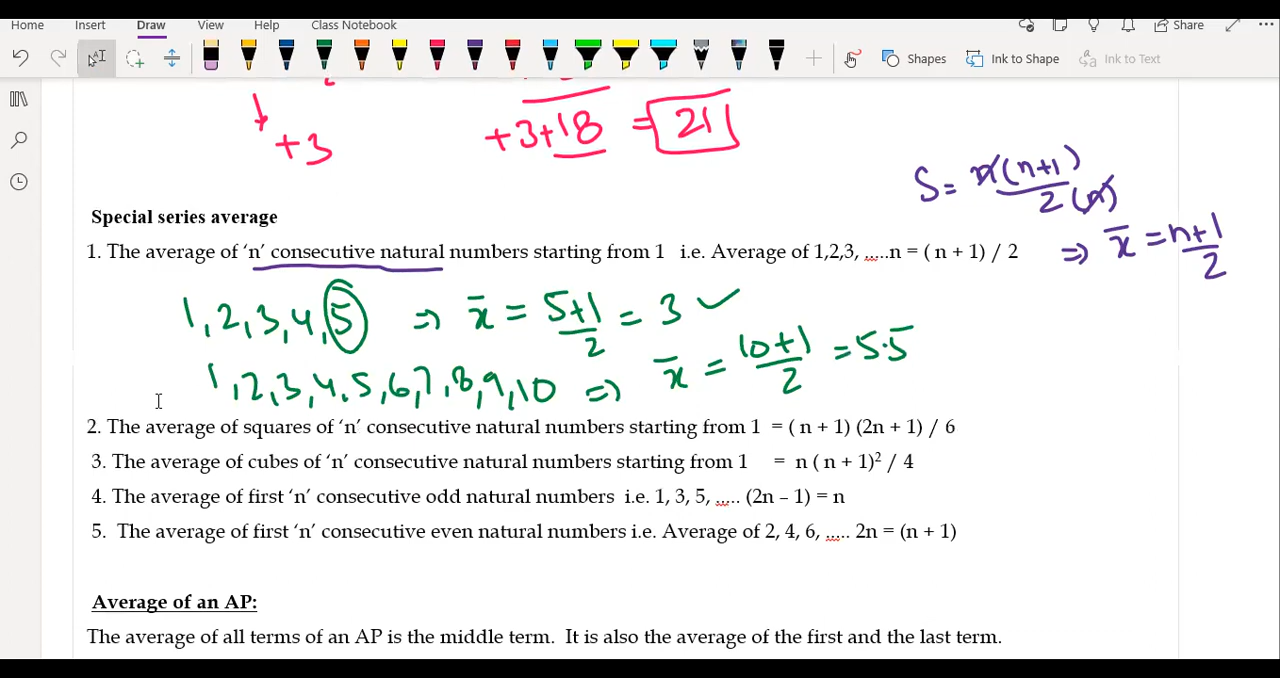 Home Insert Draw View Help Class Notebook Share
Shapes Ink to Shape Ink to Text
+3
+3+18 = 21
S = n(n+1) / 2(n)
Special series average
1. The average of ‘n’ consecutive natural numbers starting from 1 i.e. Average of 1,2,3, .....n = ( n + 1) / 2
⇒ x̄ = n+1 / 2
1, 2, 3, 4, 5 ⇒ x̄ = 5+1 / 2 = 3 ✓
1, 2, 3, 4, 5, 6, 7, 8, 9, 10 ⇒ x̄ = 10+1 / 2 = 5.5
2. The average of squares of ‘n’ consecutive natural numbers starting from 1 = ( n + 1) (2n + 1) / 6
3. The average of cubes of ‘n’ consecutive natural numbers starting from 1 = n ( n + 1)² / 4
4. The average of first ‘n’ consecutive odd natural numbers i.e. 1, 3, 5, ..... (2n – 1) = n
5. The average of first ‘n’ consecutive even natural numbers i.e. Average of 2, 4, 6, ..... 2n = (n + 1)
Average of an AP:
The average of all terms of an AP is the middle term. It is also the average of the first and the last term.